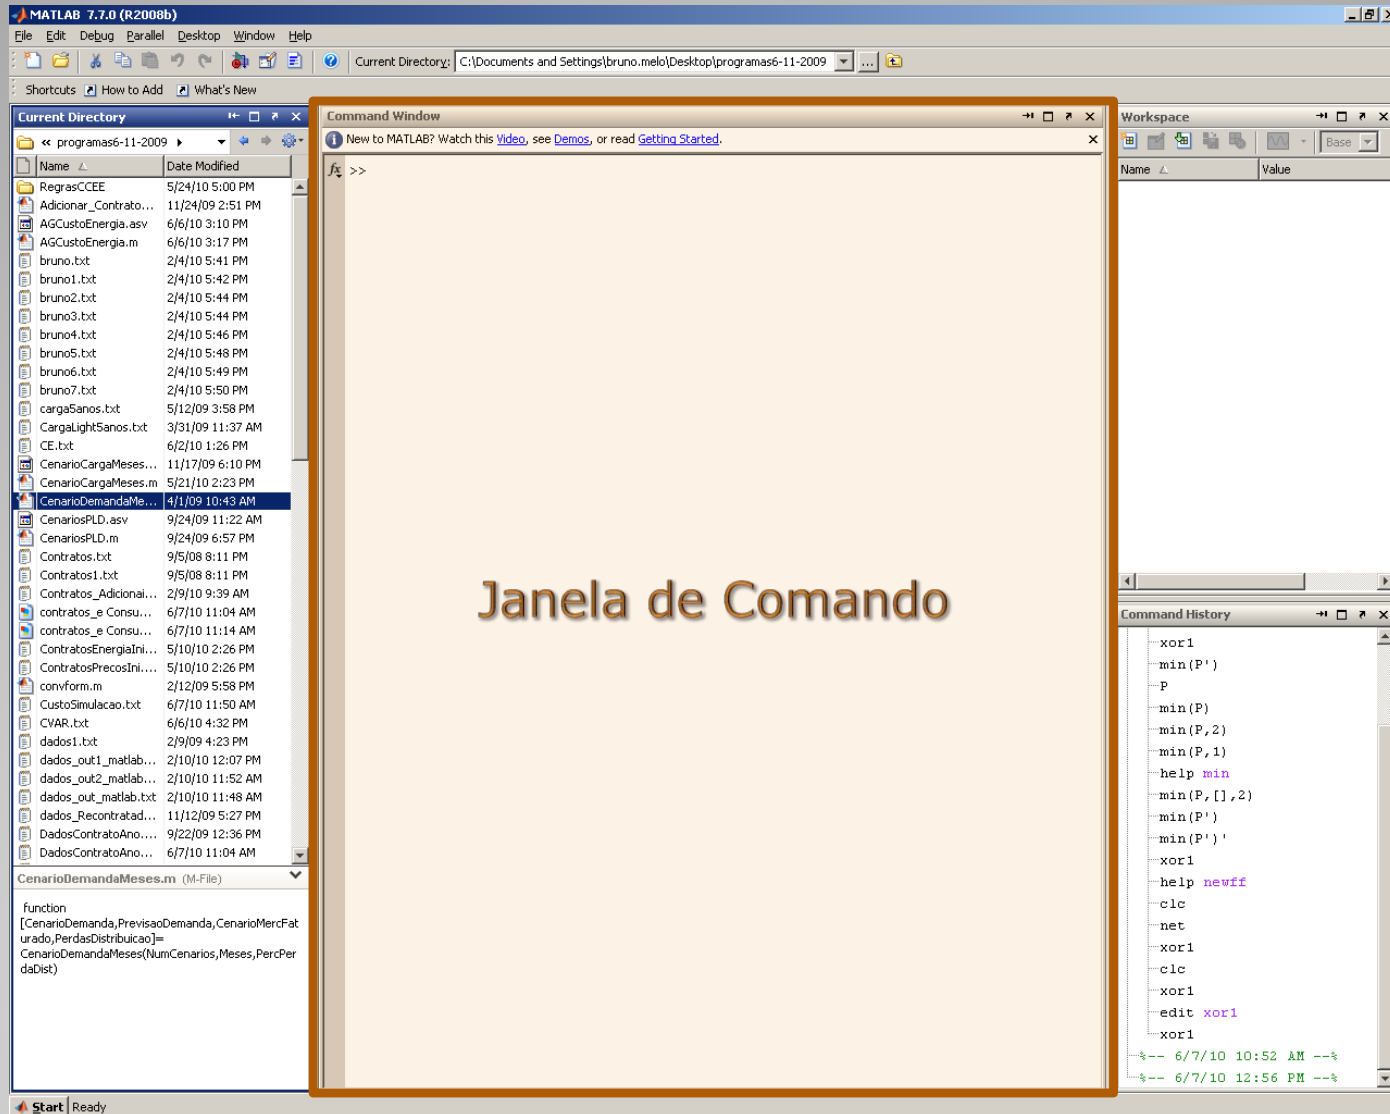 MATLAB 7.7.0 (R2008b)
File Edit Debug Parallel Desktop Window Help
Current Directory: C:\Documents and Settings\bruno.melo\Desktop\programas6-11-2009
Shortcuts How to Add What's New
Current Directory
« programas6-11-2009
Name Date Modified
RegrasCCEE 5/24/10 5:00 PM
Adicionar_Contrato... 11/24/09 2:51 PM
AGCustoEnergia.asv 6/6/10 3:10 PM
AGCustoEnergia.m 6/6/10 3:17 PM
bruno.txt 2/4/10 5:41 PM
bruno1.txt 2/4/10 5:42 PM
bruno2.txt 2/4/10 5:44 PM
bruno3.txt 2/4/10 5:44 PM
bruno4.txt 2/4/10 5:46 PM
bruno5.txt 2/4/10 5:48 PM
bruno6.txt 2/4/10 5:49 PM
bruno7.txt 2/4/10 5:50 PM
carga5anos.txt 5/12/09 3:58 PM
CargaLight5anos.txt 3/31/09 11:37 AM
CE.txt 6/2/10 1:26 PM
CenarioCargaMeses... 11/17/09 6:10 PM
CenarioCargaMeses.m 5/21/10 2:23 PM
CenarioDemandaMe... 4/1/09 10:43 AM
CenariosPLD.asv 9/24/09 11:22 AM
CenariosPLD.m 9/24/09 6:57 PM
Contratos.txt 9/5/08 8:11 PM
Contratos1.txt 9/5/08 8:11 PM
Contratos_Adicionai... 2/9/10 9:39 AM
contratos_e Consu... 6/7/10 11:04 AM
contratos_e Consu... 6/7/10 11:14 AM
ContratosEnergiaIni... 5/10/10 2:26 PM
ContratosPrecosIni.... 5/10/10 2:26 PM
convform.m 2/12/09 5:58 PM
CustoSimulacao.txt 6/7/10 11:50 AM
CVAR.txt 6/6/10 4:32 PM
dados1.txt 2/9/09 4:23 PM
dados_out1_matlab... 2/10/10 12:07 PM
dados_out2_matlab... 2/10/10 11:52 AM
dados_out_matlab.txt 2/10/10 11:48 AM
dados_Recontratad... 11/12/09 5:27 PM
DadosContratoAno.... 9/22/09 12:36 PM
DadosContratoAno... 6/7/10 11:04 AM
CenarioDemandaMeses.m (M-File)
function
[CenarioDemanda,PrevisaoDemanda,CenarioMercFat
urado,PerdasDistribuicao]=
CenarioDemandaMeses(NumCenarios,Meses,PercPer
daDist)
Command Window
New to MATLAB? Watch this Video, see Demos, or read Getting Started.
fx >>
Janela de Comando
Workspace
Base
Name Value
Command History
xor1
min(P')
P
min(P)
min(P,2)
min(P,1)
help min
min(P,[],2)
min(P')
min(P')'
xor1
help newff
clc
net
xor1
clc
xor1
edit xor1
xor1
%-- 6/7/10 10:52 AM --%
%-- 6/7/10 12:56 PM --%
Start Ready